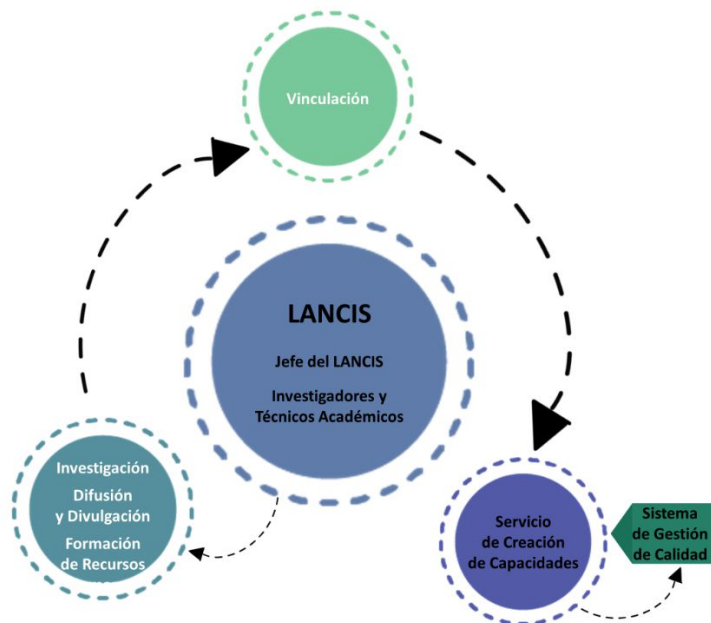 Vinculación
LANCIS
Jefe del LANCIS
Investigadores y
Técnicos Académicos
Investigación
Difusión
y Divulgación
Formación
de Recursos
Servicio
de Creación
de Capacidades
Sistema
de Gestión
de Calidad